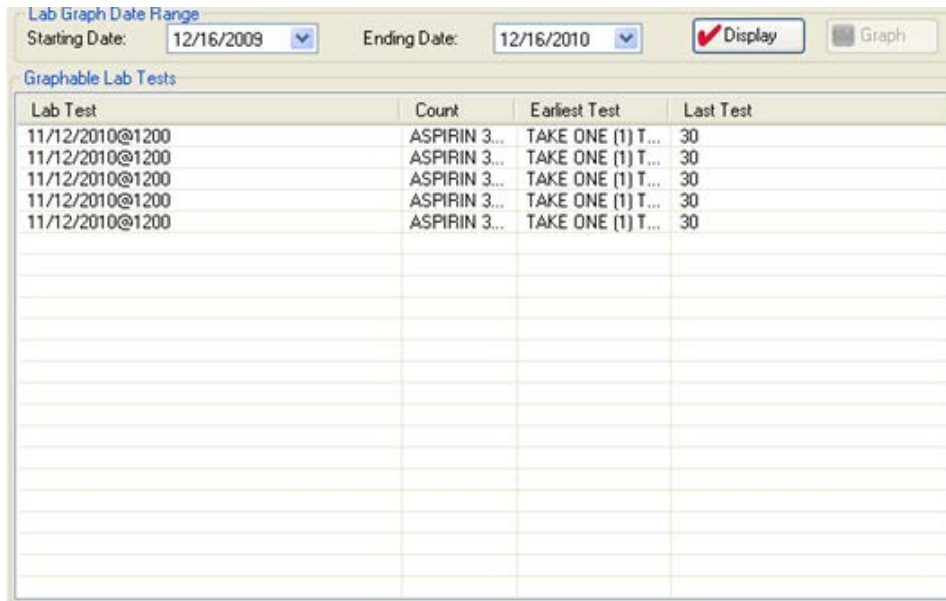 Lab Graph Date Range
Starting Date: 12/16/2009 Ending Date: 12/16/2010 Display Graph
Graphable Lab Tests
Lab Test Count Earliest Test Last Test
11/12/2010@1200 ASPIRIN 3... TAKE ONE (1) T... 30
11/12/2010@1200 ASPIRIN 3... TAKE ONE (1) T... 30
11/12/2010@1200 ASPIRIN 3... TAKE ONE (1) T... 30
11/12/2010@1200 ASPIRIN 3... TAKE ONE (1) T... 30
11/12/2010@1200 ASPIRIN 3... TAKE ONE (1) T... 30